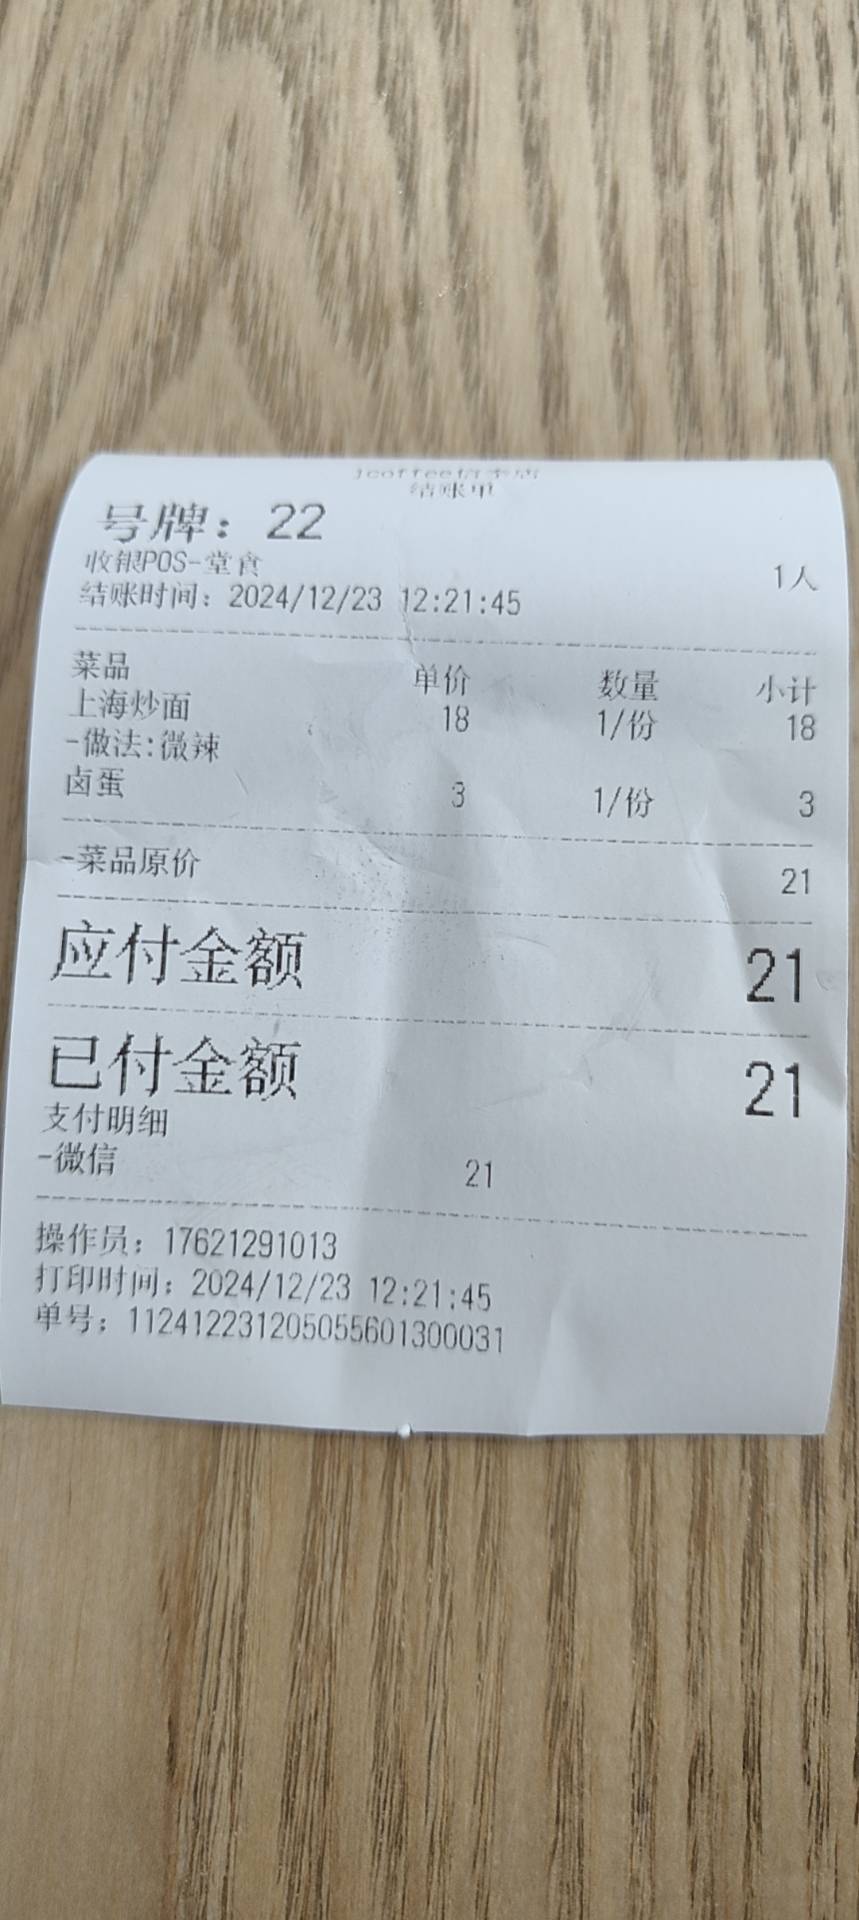 结账单
号牌：22
收银POS-堂食 1人
结账时间：2024/12/23 12:21:45
菜品 单价 数量 小计
上海炒面 18 1/份 18
-做法:微辣
卤蛋 3 1/份 3
-菜品原价 21
应付金额 21
已付金额 21
支付明细
-微信 21
操作员：17621291013
打印时间：2024/12/23 12:21:45
单号：112412231205055601300031